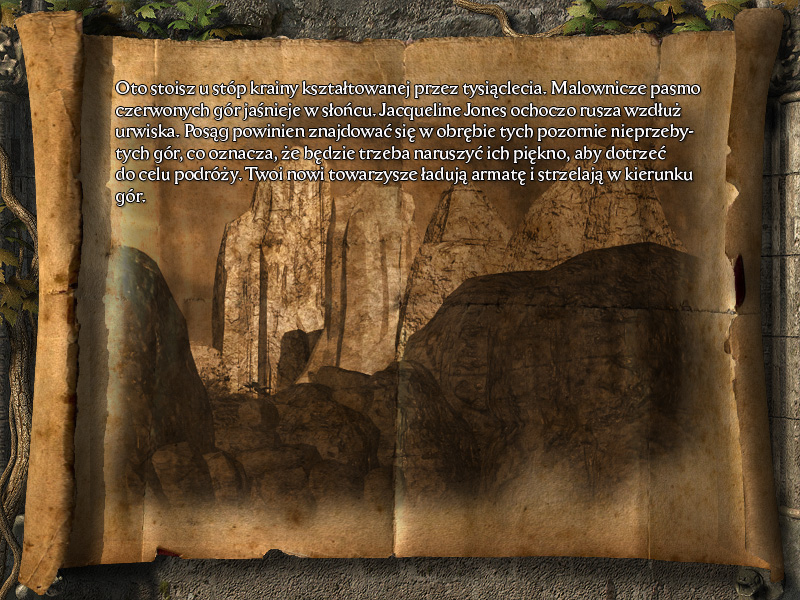 Oto stoisz u stóp krainy kształtowanej przez tysiąclecia. Malownicze pasmo
czerwonych gór jaśnieje w słońcu. Jacqueline Jones ochoczo rusza wzdłuż
urwiska. Posąg powinien znajdować się w obrębie tych pozornie nieprzeby-
tych gór, co oznacza, że będzie trzeba naruszyć ich piękno, aby dotrzeć
do celu podróży. Twoi nowi towarzysze ładują armatę i strzelają w kierunku
gór.